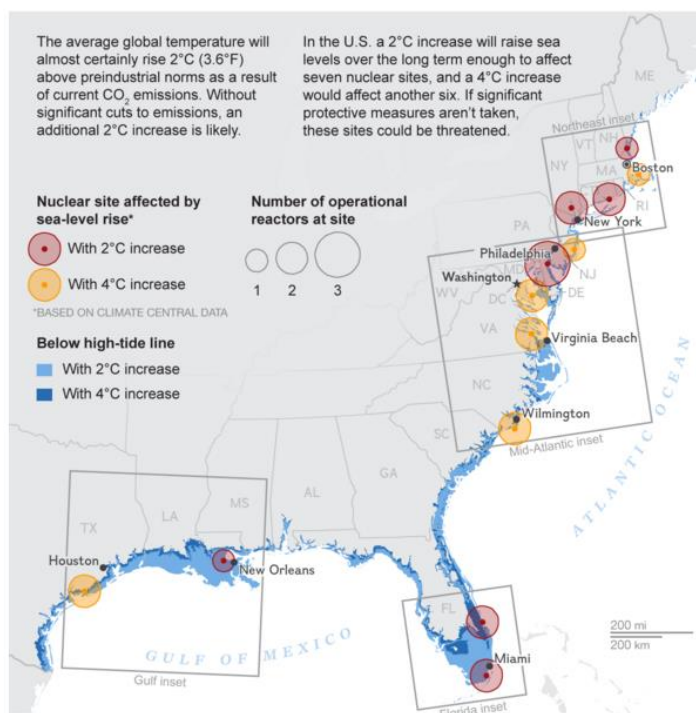 The average global temperature will
almost certainly rise 2°C (3.6°F)
above preindustrial norms as a result
of current CO₂ emissions. Without
significant cuts to emissions, an
additional 2°C increase is likely.
In the U.S. a 2°C increase will raise sea
levels over the long term enough to affect
seven nuclear sites, and a 4°C increase
would affect another six. If significant
protective measures aren't taken,
these sites could be threatened.
Nuclear site affected by
sea-level rise*
With 2°C increase
With 4°C increase
*BASED ON CLIMATE CENTRAL DATA
Number of operational
reactors at site
1 2 3
Below high-tide line
With 2°C increase
With 4°C increase
ME
Northeast inset
VT NH
NY
MA
Boston
RI
New York
PA
Philadelphia
NJ
Washington
MD
WV
DC
DE
VA
Virginia Beach
NC
Wilmington
Mid-Atlantic inset
SC
ATLANTIC OCEAN
TX
LA
MS
AL
GA
Houston
New Orleans
FL
Miami
GULF OF MEXICO
Gulf inset
Florida inset
200 mi
200 km